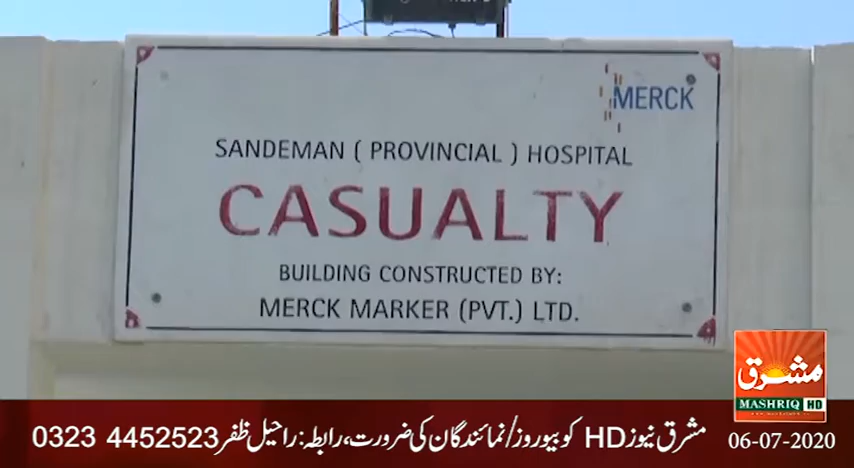 MERCK
SANDEMAN ( PROVINCIAL ) HOSPITAL
CASUALTY
BUILDING CONSTRUCTED BY:
MERCK MARKER (PVT.) LTD.
مشرق
MASHRIQ HD
مشرق نیوز HD کو بیوروز/نمائندگان کی ضرورت، رابطہ: راحیل ظفر 0323 4452523
06-07-2020